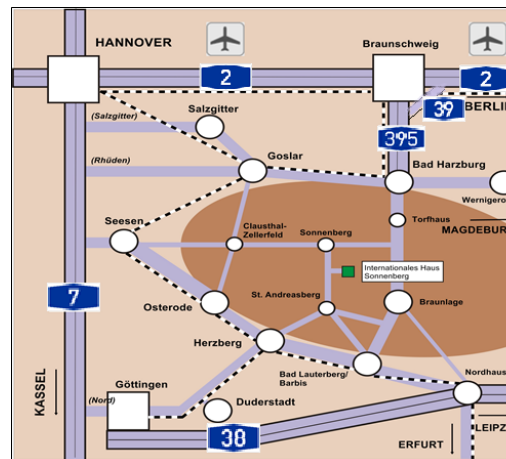 HANNOVER
Braunschweig
2
2
39
BERLIN
(Salzgitter)
Salzgitter
395
(Rhüden)
Goslar
Bad Harzburg
Wernigero
Seesen
Clausthal-
Zellerfeld
Sonnenberg
Torfhaus
MAGDEBUR
Internationales Haus
Sonnenberg
7
Osterode
St. Andreasberg
Braunlage
Herzberg
Bad Lauterberg/
Barbis
Nordhaus
KASSEL
(Nord)
Göttingen
Duderstadt
38
ERFURT
LEIPZ